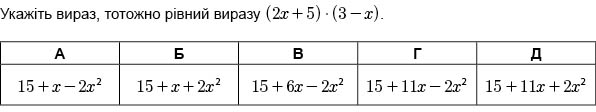 Укажіть вираз, тотожно рівний виразу (2x + 5) · (3 − x).
А Б В Г Д
15 + x − 2x² 15 + x + 2x² 15 + 6x − 2x² 15 + 11x − 2x² 15 + 11x + 2x²